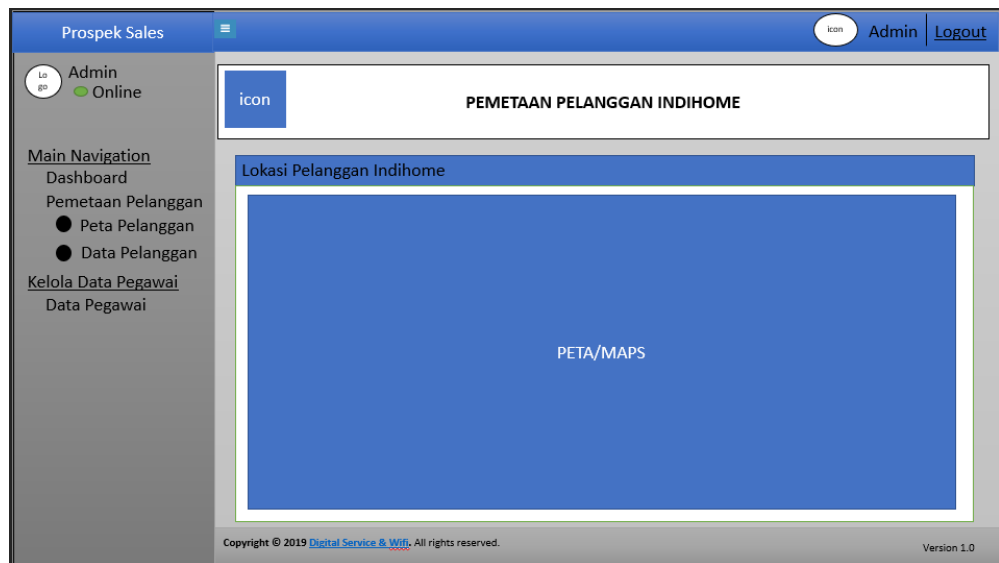 Prospek Sales
icon
Admin
Logout
Lo
go
Admin
Online
icon
PEMETAAN PELANGGAN INDIHOME
Main Navigation
Dashboard
Pemetaan Pelanggan
Peta Pelanggan
Data Pelanggan
Kelola Data Pegawai
Data Pegawai
Lokasi Pelanggan Indihome
PETA/MAPS
Copyright © 2019 Digital Service & Wifi. All rights reserved.
Version 1.0